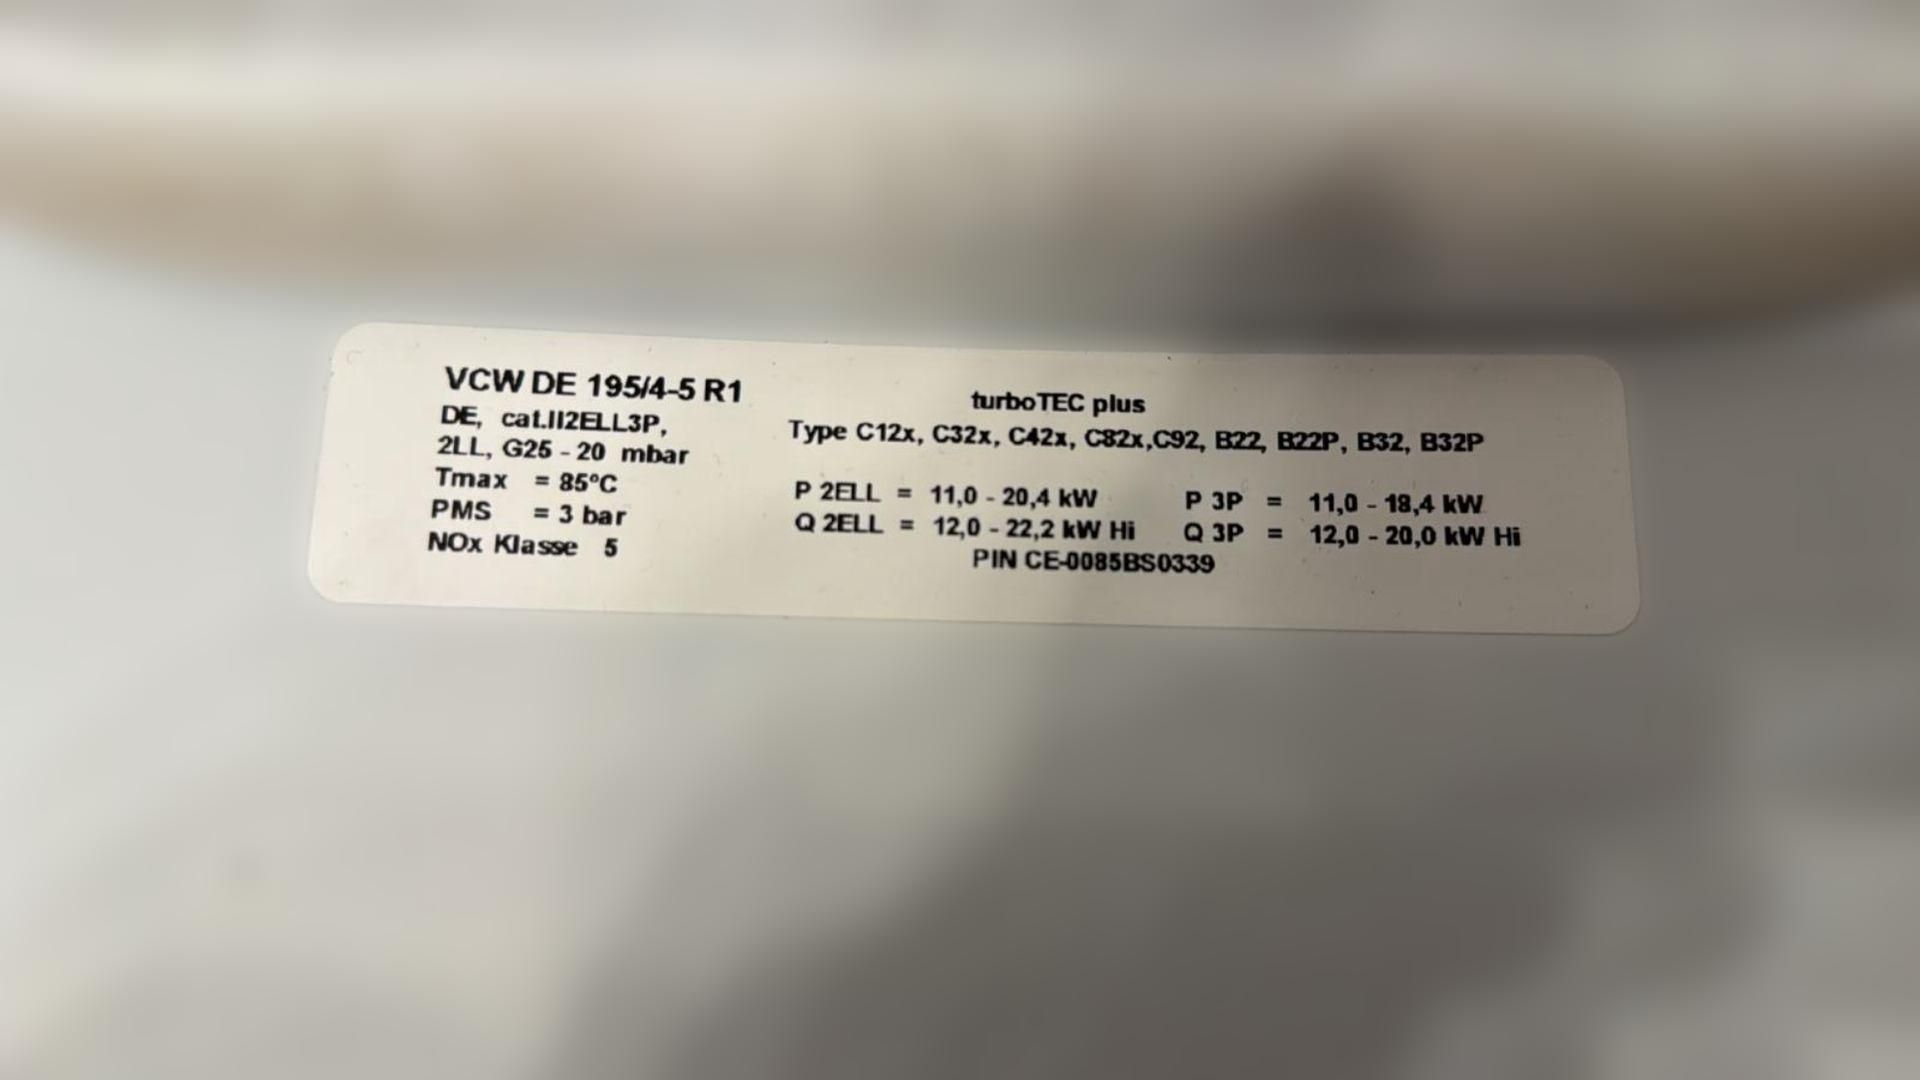 VCW DE 195/4-5 R1
DE, cat.II2ELL3P,
2LL, G25 - 20 mbar
Tmax = 85°C
PMS = 3 bar
NOx Klasse 5
turboTEC plus
Type C12x, C32x, C42x, C82x,C92, B22, B22P, B32, B32P
P 2ELL = 11,0 - 20,4 kW P 3P = 11,0 - 18,4 kW
Q 2ELL = 12,0 - 22,2 kW Hi Q 3P = 12,0 - 20,0 kW Hi
PIN CE-0085BS0339